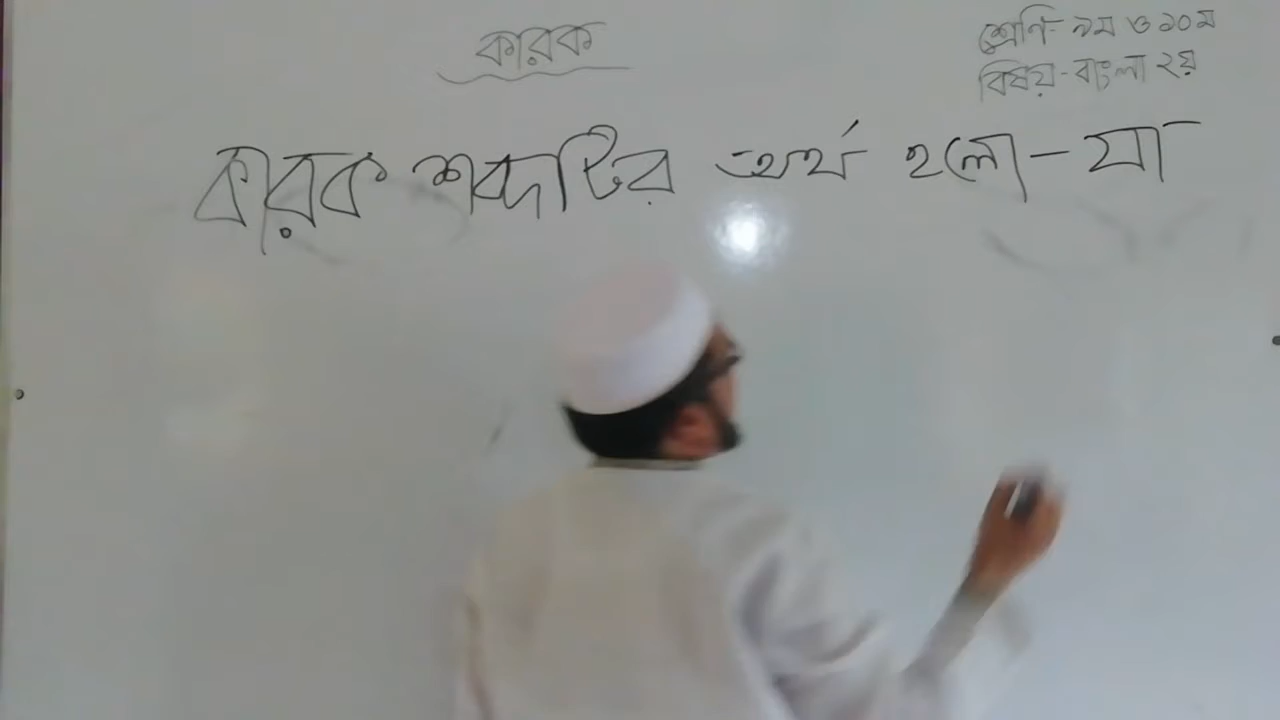 কারক
শ্রেণি- ৯ম ও ১০ম
বিষয়-বাংলা ২য়
কারক শব্দটির অর্থ হলো- যা